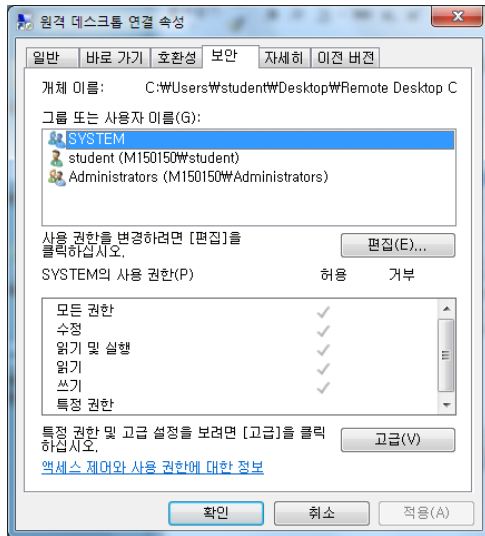 원격 데스크톱 연결 속성
일반 바로 가기 호환성 보안 자세히 이전 버전
개체 이름: C:₩Users₩student₩Desktop₩Remote Desktop C
그룹 또는 사용자 이름(G):
SYSTEM
student (M150150₩student)
Administrators (M150150₩Administrators)
사용 권한을 변경하려면 [편집]을
클릭하십시오.
편집(E)...
SYSTEM의 사용 권한(P) 허용 거부
모든 권한
수정
읽기 및 실행
읽기
쓰기
특정 권한
특정 권한 및 고급 설정을 보려면 [고급]을 클릭
하십시오.
고급(V)
액세스 제어와 사용 권한에 대한 정보
확인 취소 적용(A)